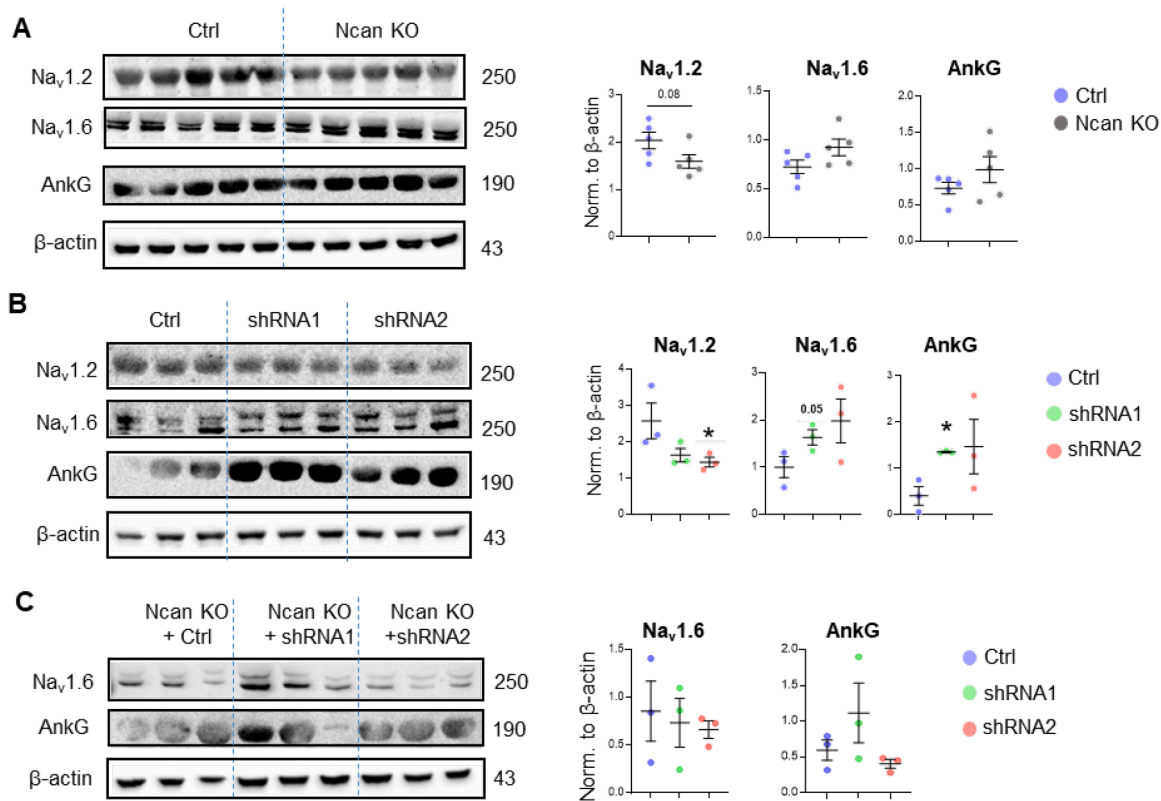 A
Ctrl
Ncan KO
Naᵥ1.2
250
Naᵥ1.6
250
AnkG
190
β-actin
43
Naᵥ1.2
Norm. to β-actin
3
2
1
0
0.08
Naᵥ1.6
1.5
1.0
0.5
0.0
AnkG
2.0
1.5
1.0
0.5
0.0
Ctrl
Ncan KO
B
Ctrl
shRNA1
shRNA2
Naᵥ1.2
250
Naᵥ1.6
250
AnkG
190
β-actin
43
Naᵥ1.2
Norm. to β-actin
4
3
2
1
0
*
Naᵥ1.6
3
2
1
0
0.05
AnkG
3
2
1
0
*
Ctrl
shRNA1
shRNA2
C
Ncan KO
+ Ctrl
Ncan KO
+ shRNA1
Ncan KO
+shRNA2
Naᵥ1.6
250
AnkG
190
β-actin
43
Naᵥ1.6
Norm. to β-actin
1.5
1.0
0.5
0.0
AnkG
2.0
1.5
1.0
0.5
0.0
Ctrl
shRNA1
shRNA2